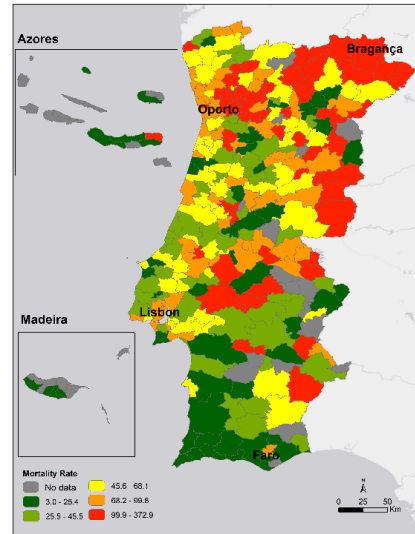 Azores
Bragança
Oporto
Lisbon
Madeira
Faro
Mortality Rate
No data
3.0 - 25.4
25.5 - 45.5
45.6 - 68.1
68.2 - 99.8
99.9 - 372.9
N
0 25 50
Km